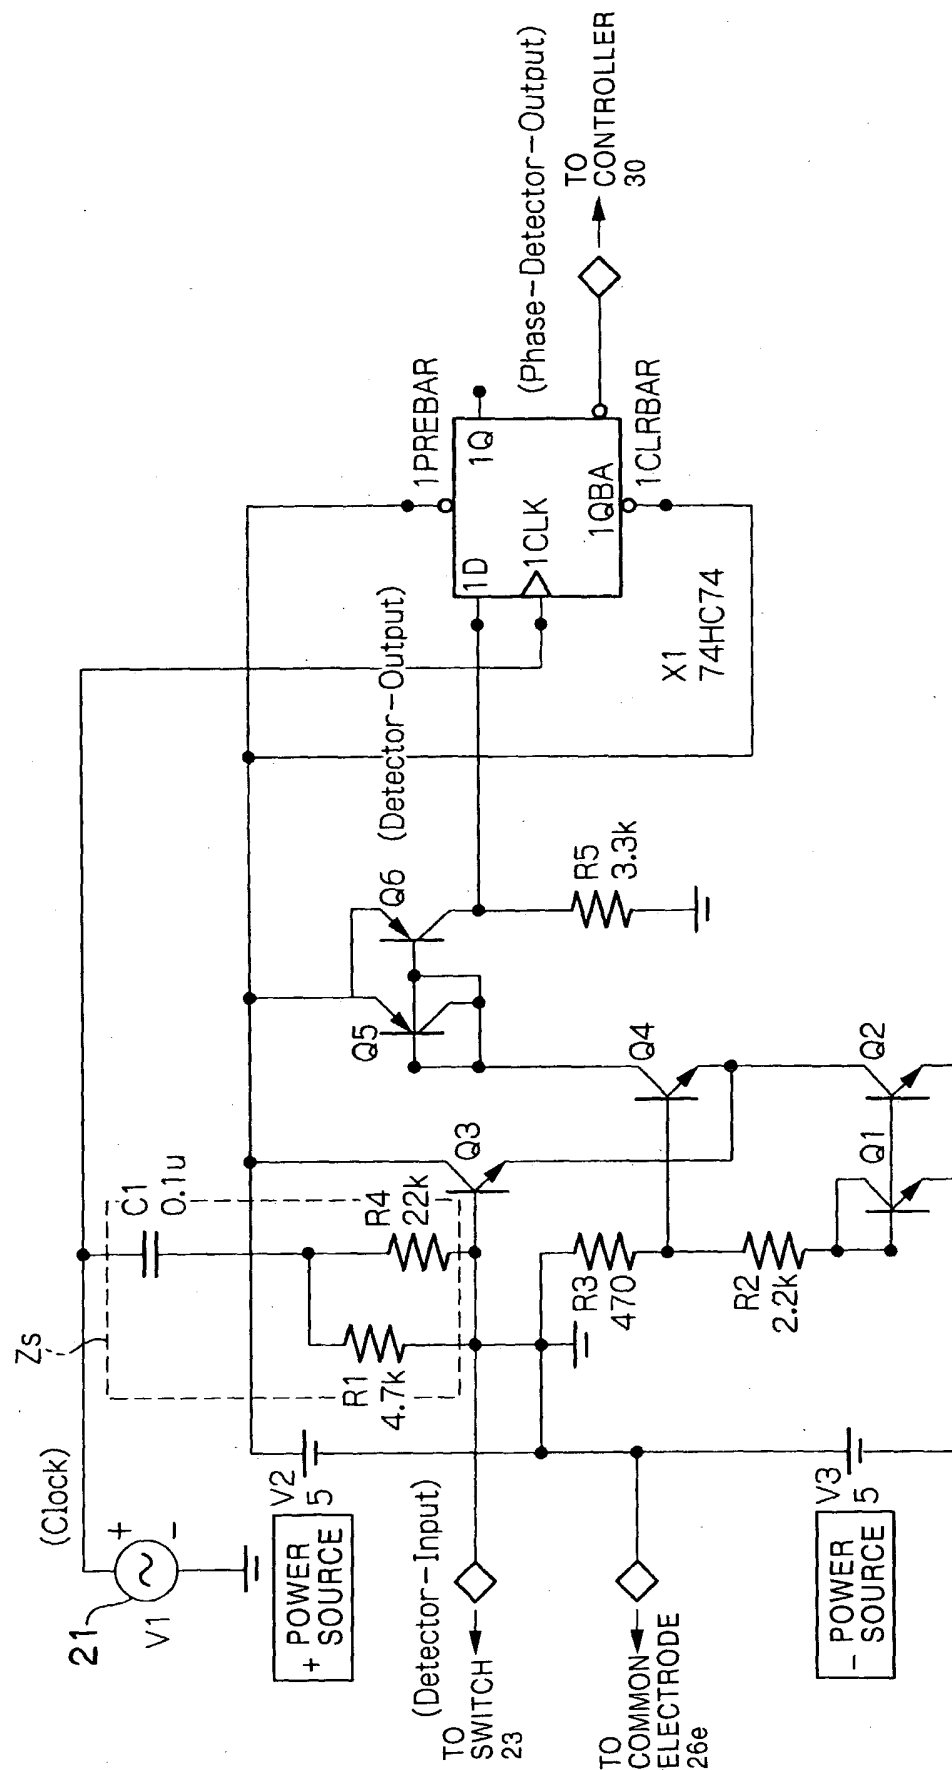 Zs
(Clock)
21
V1
+
−
C1
0.1u
R4
22k
R1
4.7k
V2
5
+ POWER
SOURCE
(Detector−Input)
TO
SWITCH
23
TO
COMMON
ELECTRODE
26e
V3
5
− POWER
SOURCE
Q3
R3
470
R2
2.2k
Q1
Q2
Q4
Q5
Q6
(Detector−Output)
R5
3.3k
1PREBAR
1D
1Q
1CLK
1QBA
1CLRBAR
X1
74HC74
(Phase−Detector−Output)
TO
CONTROLLER
30